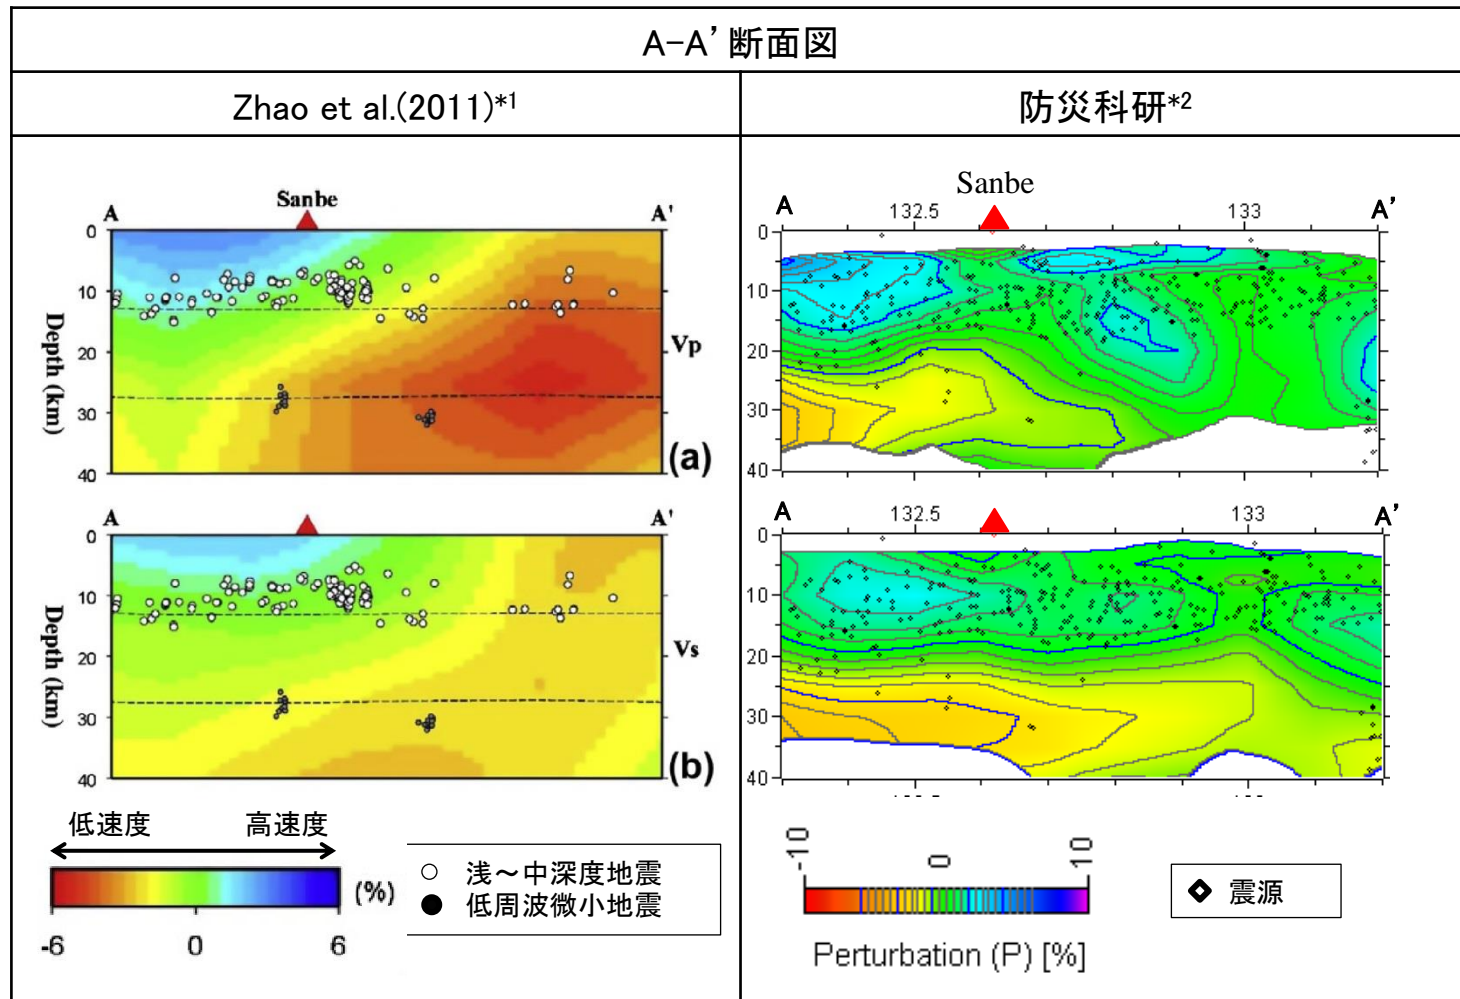 A-A’断面図
Zhao et al.(2011)*1
防災科研*2
Sanbe
A
A'
0
10
20
30
40
Depth (km)
Vp
(a)
A
A'
0
10
20
30
40
Depth (km)
Vs
(b)
低速度
高速度
(%)
-6
0
6
浅～中深度地震
低周波微小地震
Sanbe
A
132.5
133
A’
0
10
20
30
40
A
132.5
133
A’
0
10
20
30
40
-10
0
10
Perturbation (P) [%]
震源